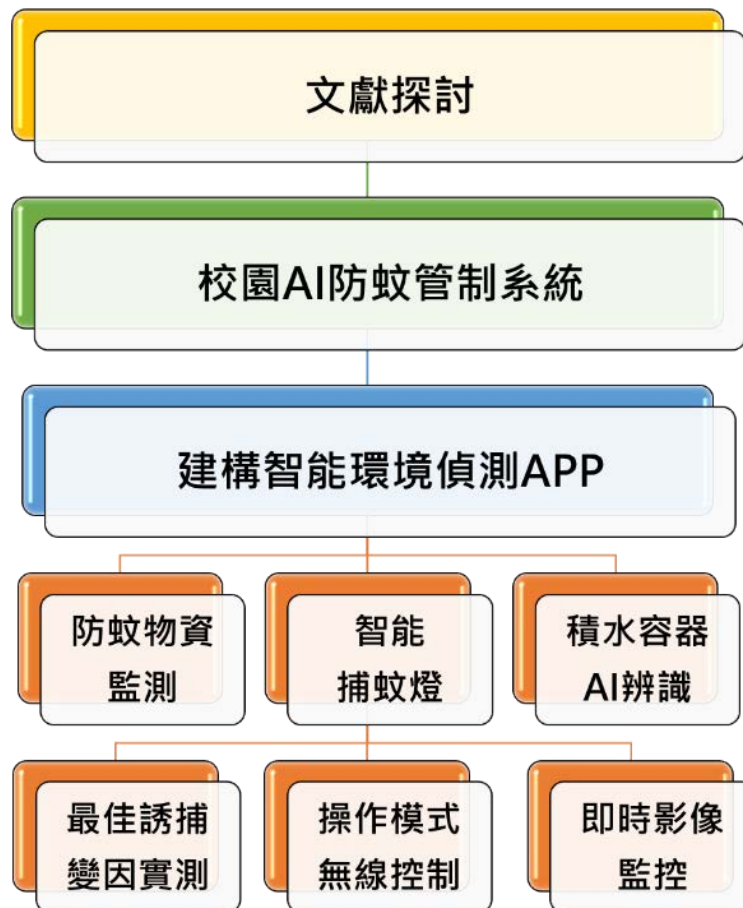 文獻探討
校園AI防蚊管制系統
建構智能環境偵測APP
防蚊物資
監測
智能
捕蚊燈
積水容器
AI辨識
最佳誘捕
變因實測
操作模式
無線控制
即時影像
監控